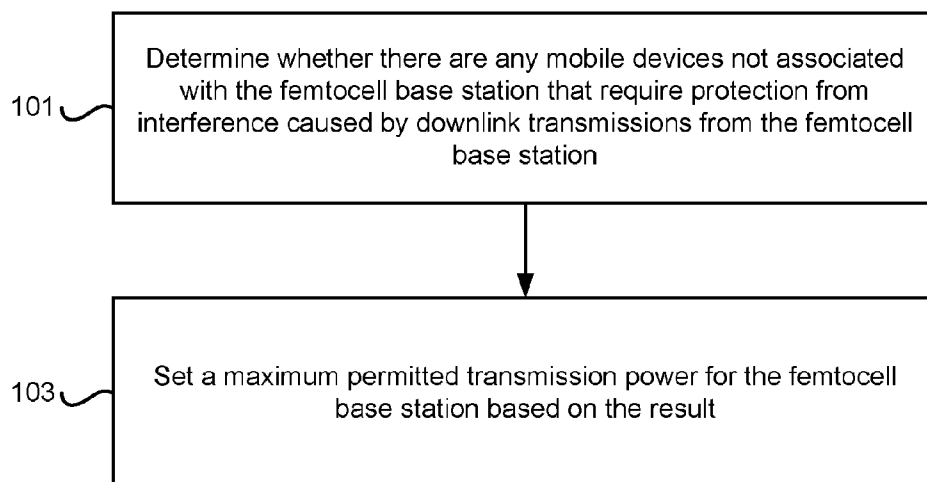 Determine whether there are any mobile devices not associated
101
with the femtocell base station that require protection from
interference caused by downlink transmissions from the femtocell
base station
103
Set a maximum permitted transmission power for the femtocell
base station based on the result